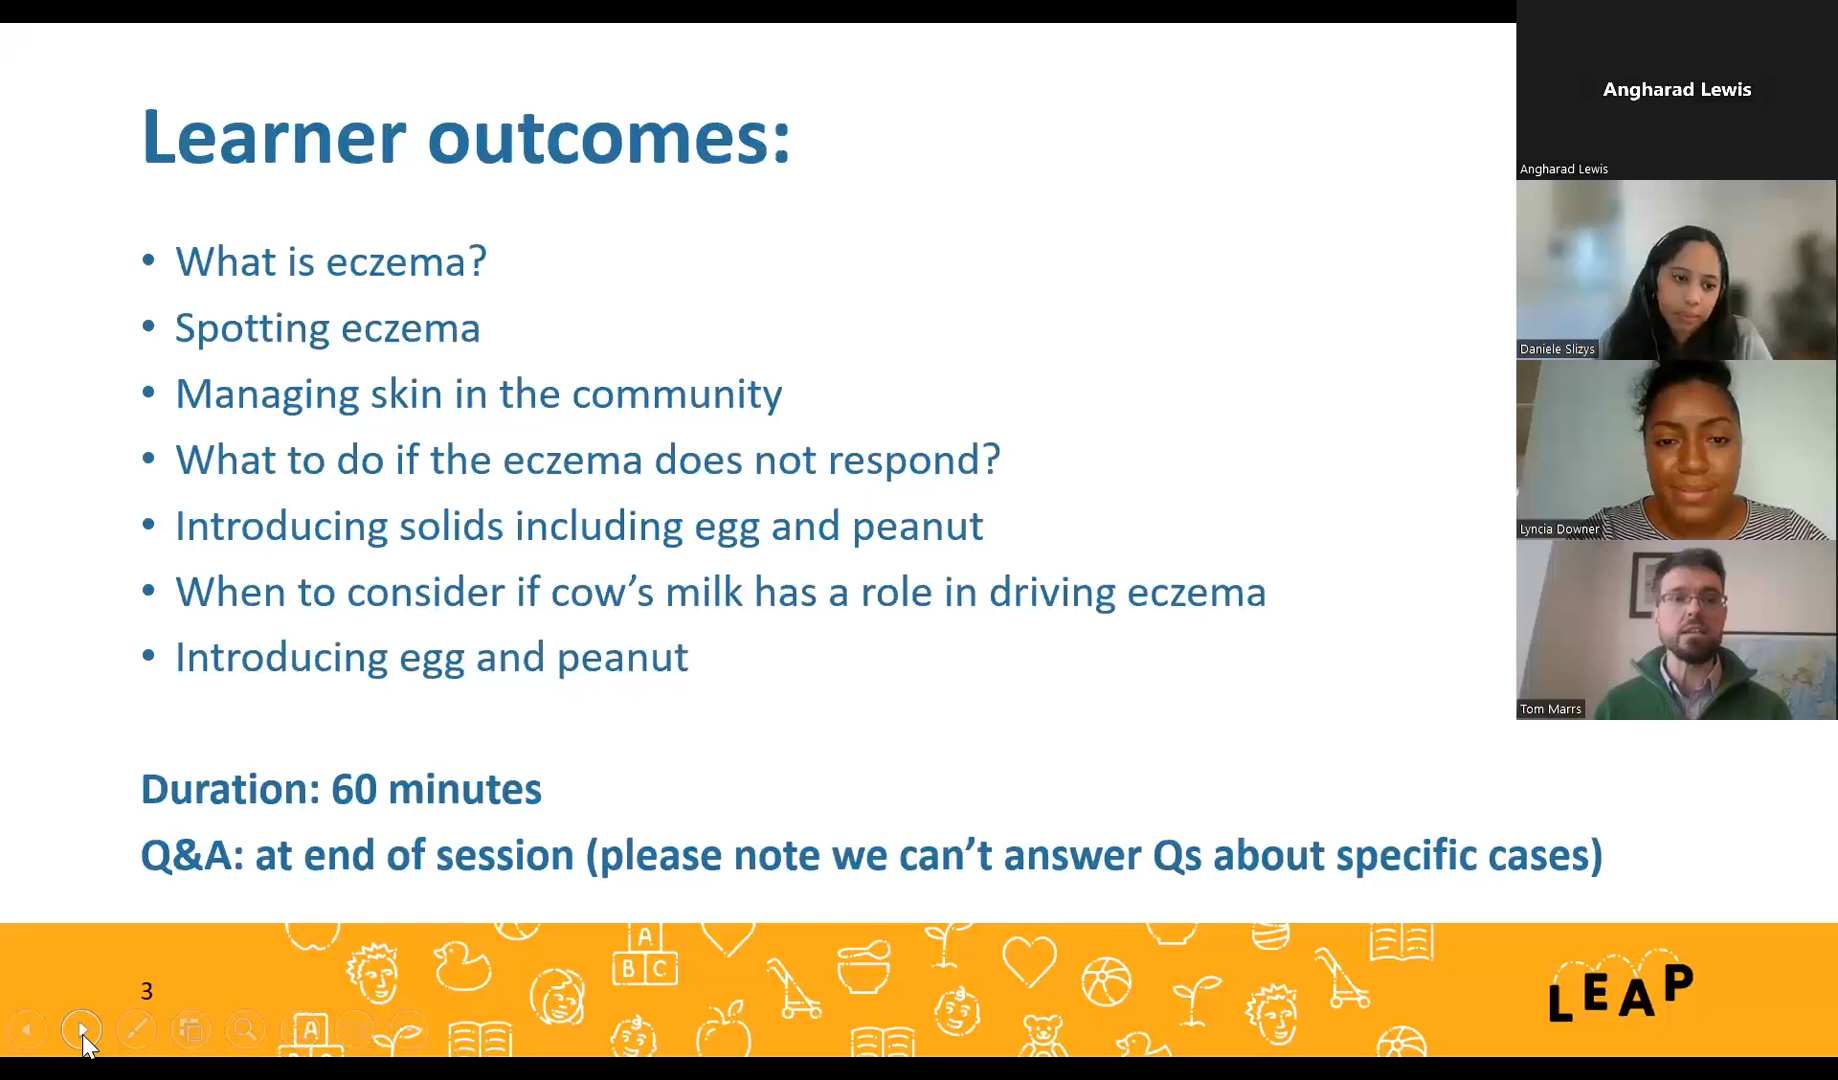 Learner outcomes:
• What is eczema?
• Spotting eczema
• Managing skin in the community
• What to do if the eczema does not respond?
• Introducing solids including egg and peanut
• When to consider if cow’s milk has a role in driving eczema
• Introducing egg and peanut
Duration: 60 minutes
Q&A: at end of session (please note we can’t answer Qs about specific cases)
Angharad Lewis
Angharad Lewis
Daniele Slizys
Lyncia Downer
Tom Marrs
3
A
B C
A
LEAP